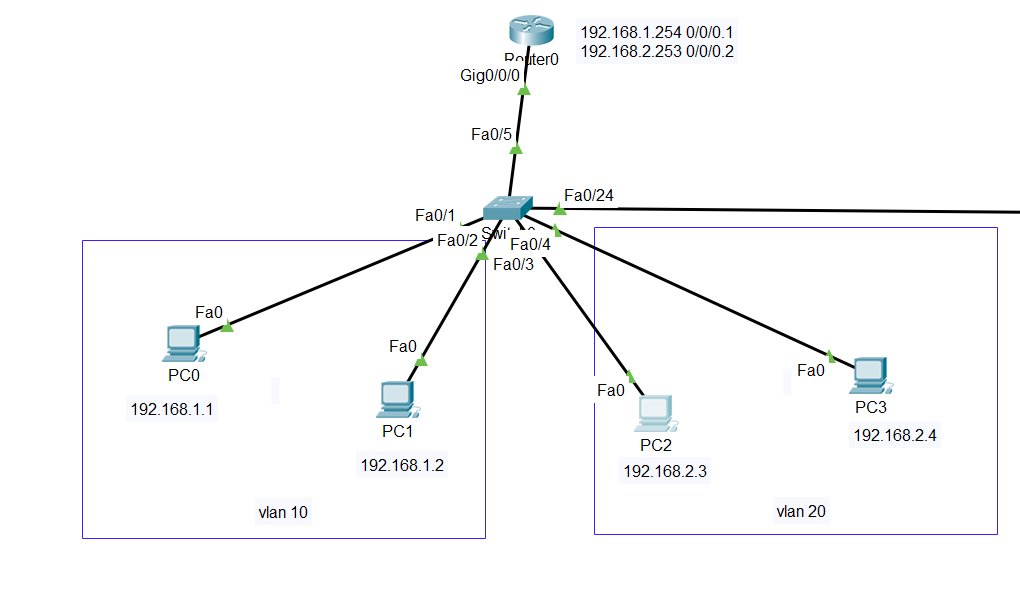 192.168.1.254 0/0/0.1
192.168.2.253 0/0/0.2
Router0
Gig0/0/0
Fa0/5
Fa0/24
Fa0/1
Fa0/2
Fa0/4
Fa0/3
Fa0
PC0
192.168.1.1
Fa0
PC1
192.168.1.2
Fa0
PC2
192.168.2.3
Fa0
PC3
192.168.2.4
vlan 10
vlan 20